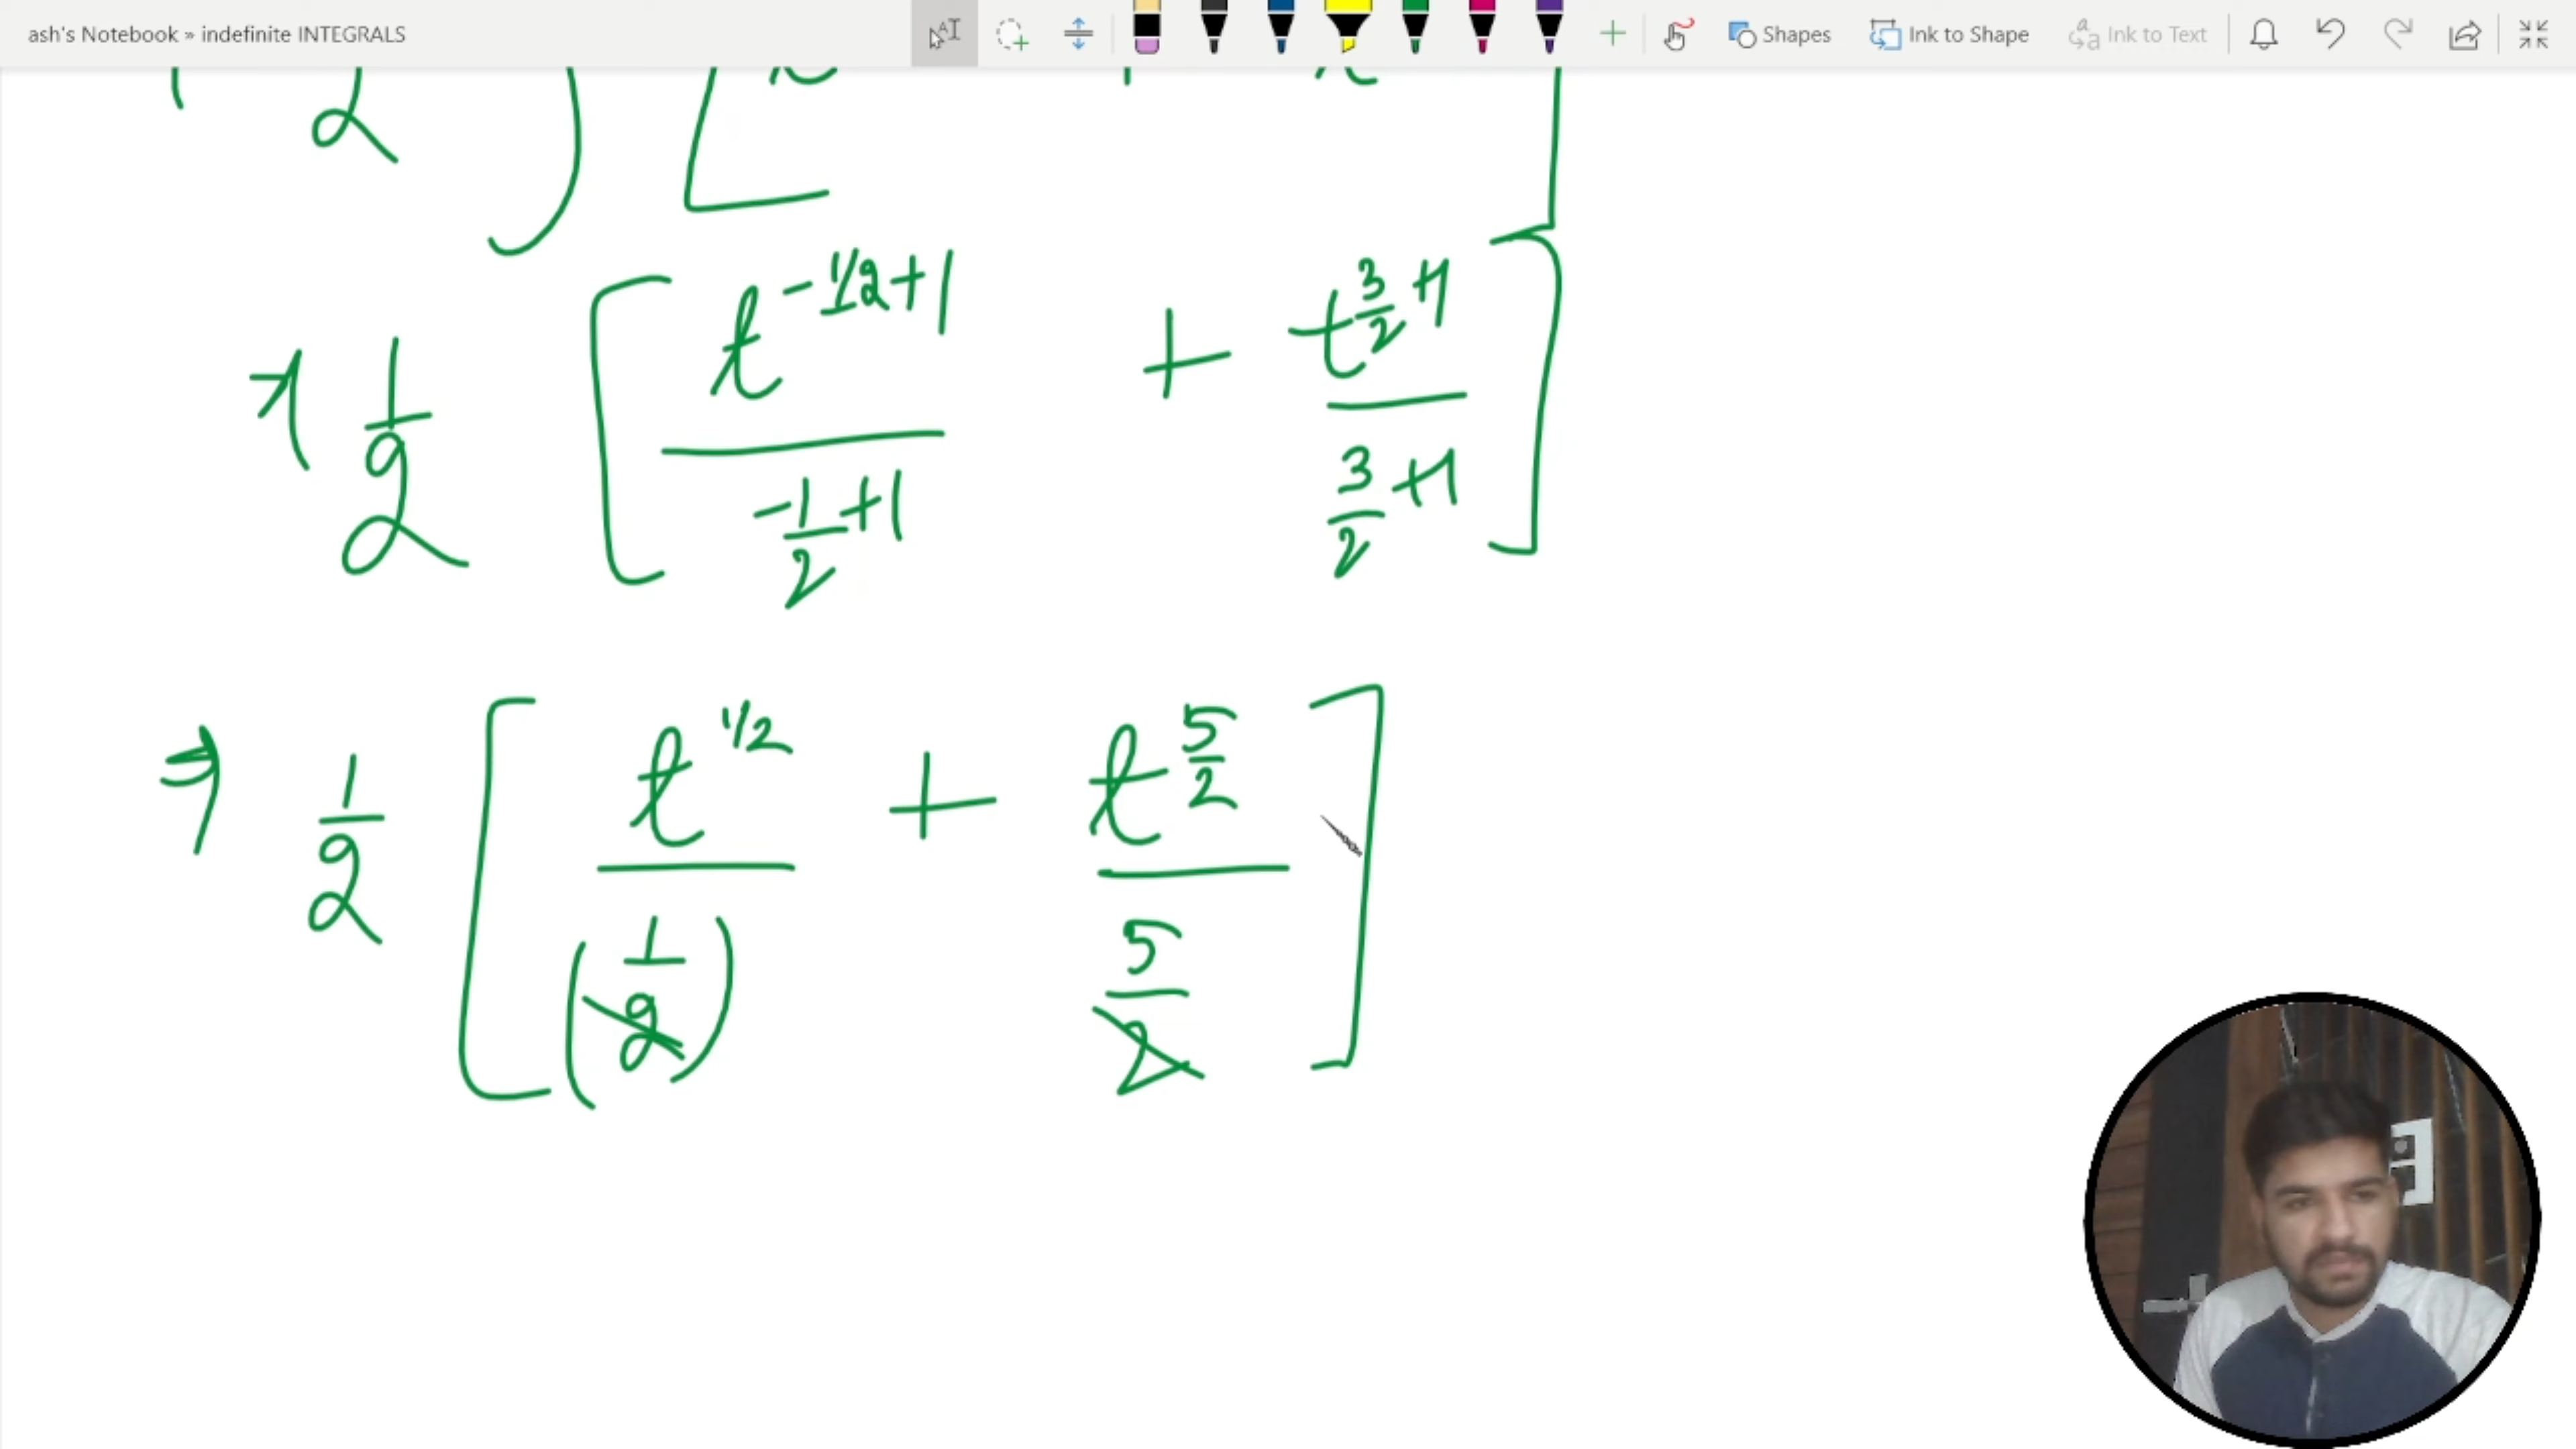 ash's Notebook » indefinite INTEGRALS
Shapes
Ink to Shape
Ink to Text
2
⇒ 1/2 [ t^(-1/2+1) / (-1/2+1) + t^(3/2+1) / (3/2+1) ]
⇒ 1/2 [ t^(1/2) / (1/2) + t^(5/2) / (5/2) ]